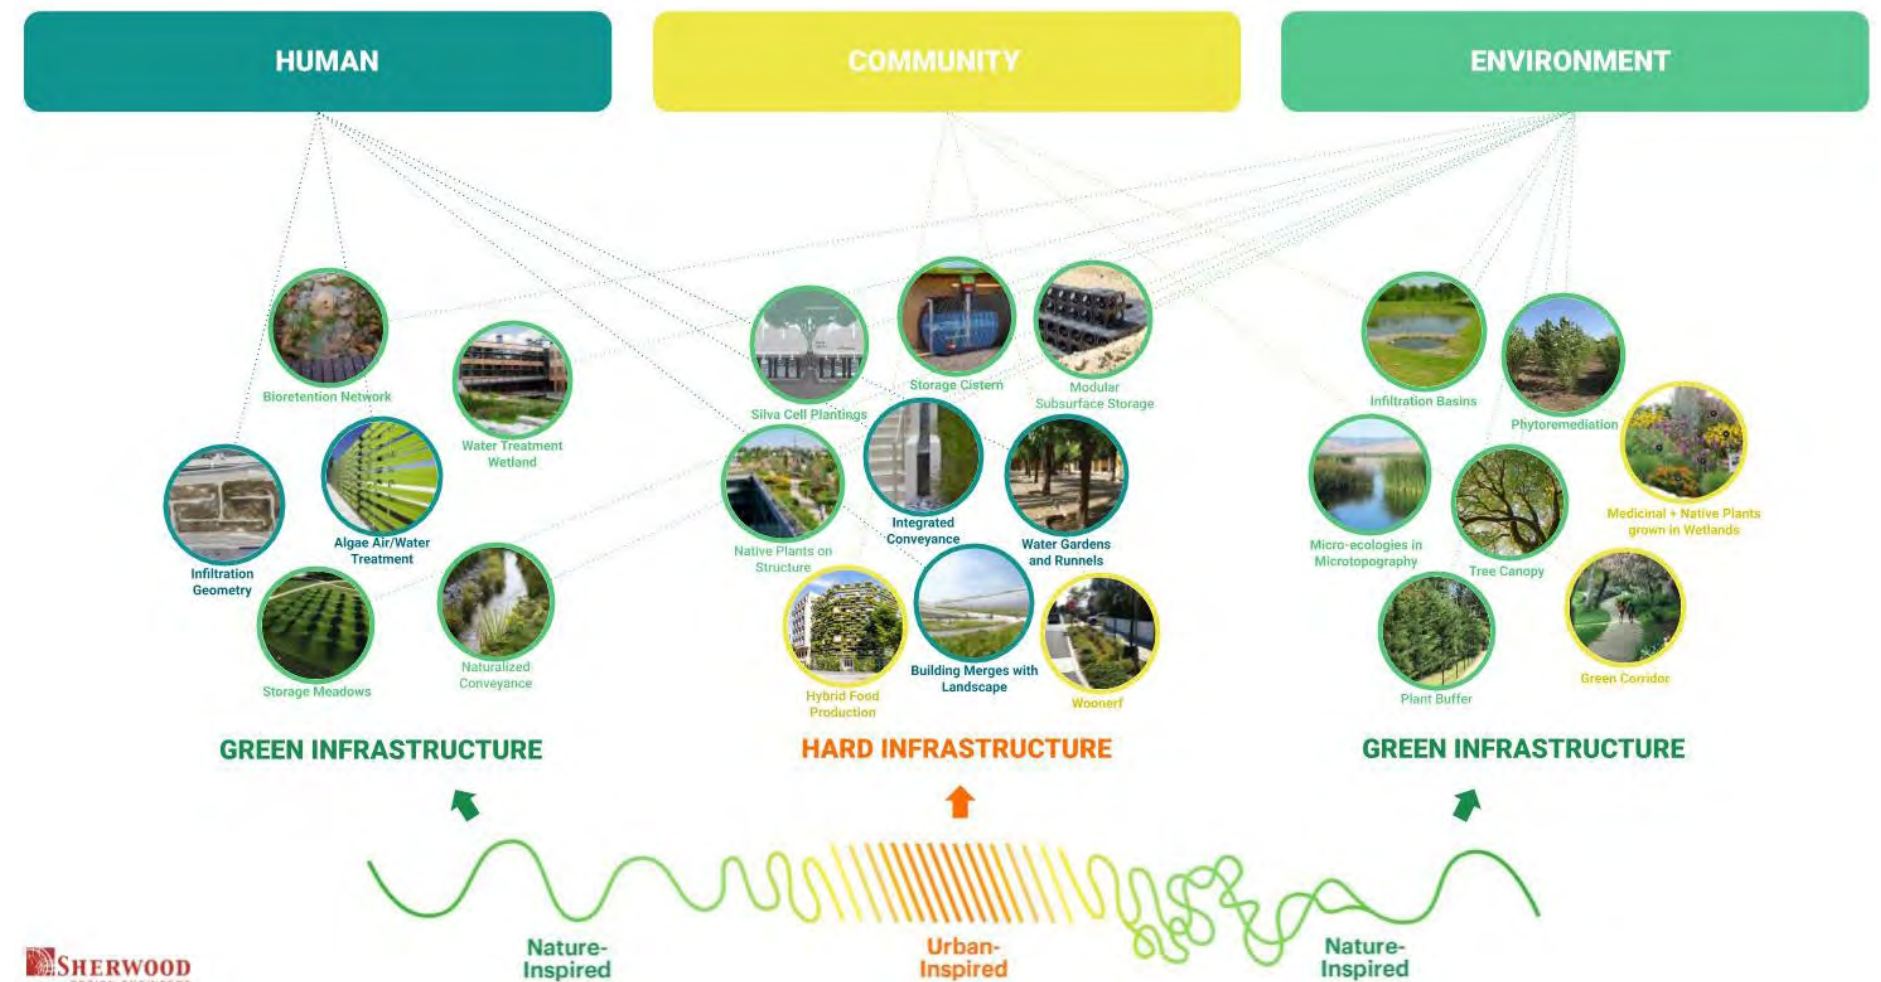 HUMAN
COMMUNITY
ENVIRONMENT
Bioretention Network
Water Treatment
Wetland
Infiltration
Geometry
Algae Air/Water
Treatment
Storage Meadows
Naturalized
Conveyance
Silva Cell Plantings
Storage Cistern
Modular
Subsurface Storage
Native Plants on
Structure
Integrated
Conveyance
Water Gardens
and Runnels
Hybrid Food
Production
Building Merges with
Landscape
Woonerf
Infiltration Basins
Phytoremediation
Micro-ecologies in
Microtopography
Tree Canopy
Medicinal + Native Plants
grown in Wetlands
Plant Buffer
Green Corridor
GREEN INFRASTRUCTURE
HARD INFRASTRUCTURE
GREEN INFRASTRUCTURE
Nature-
Inspired
Urban-
Inspired
Nature-
Inspired
SHERWOOD